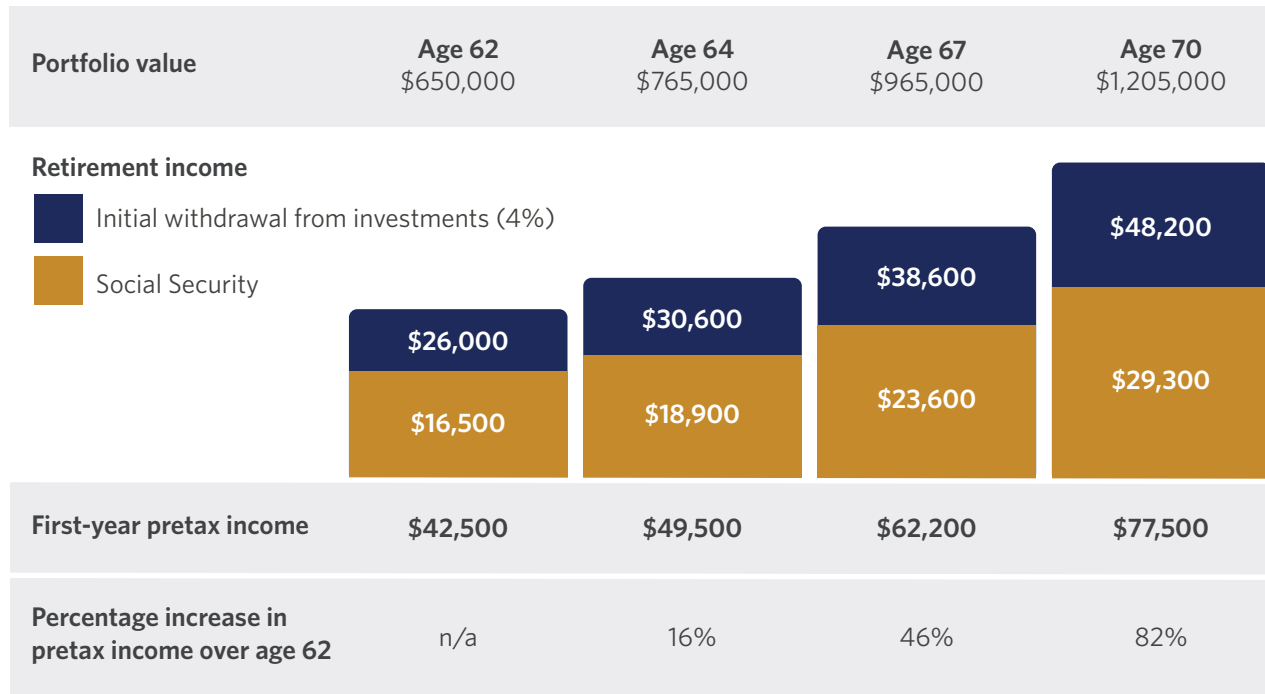 Portfolio value
Age 62
$650,000
Age 64
$765,000
Age 67
$965,000
Age 70
$1,205,000
Retirement income
Initial withdrawal from investments (4%)
Social Security
$26,000
$16,500
$30,600
$18,900
$38,600
$23,600
$48,200
$29,300
First-year pretax income
$42,500
$49,500
$62,200
$77,500
Percentage increase in
pretax income over age 62
n/a
16%
46%
82%